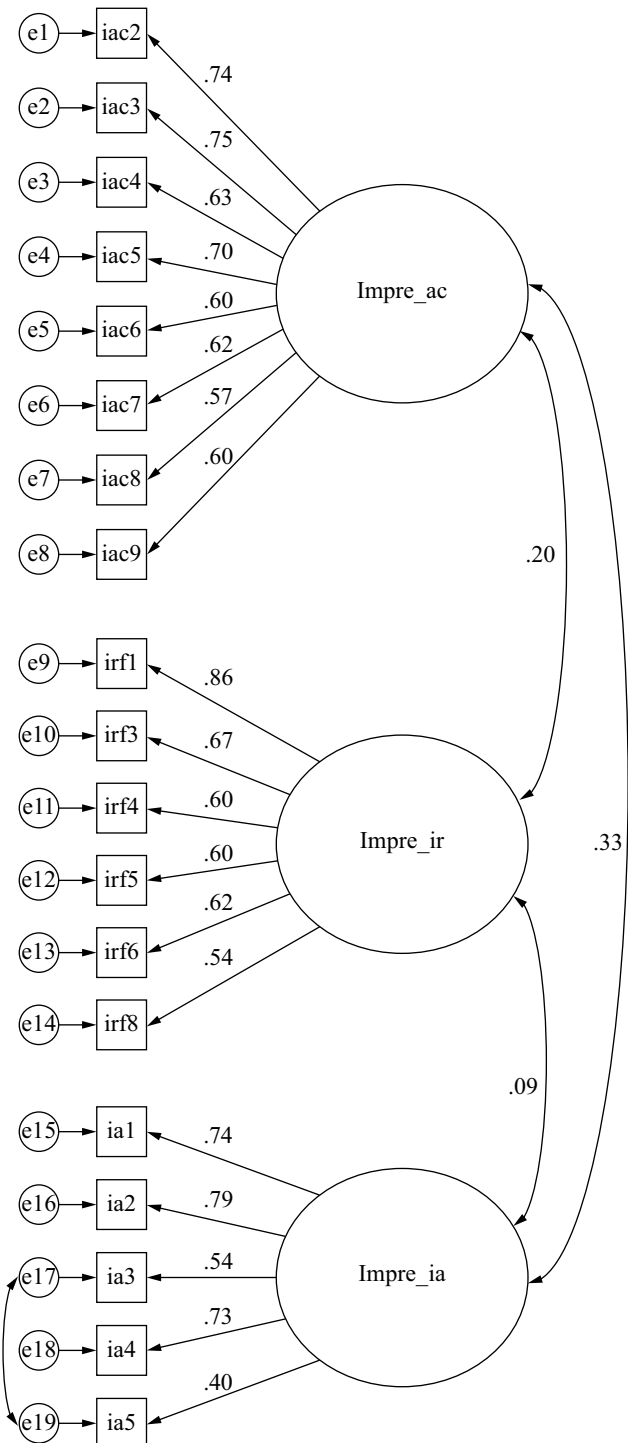 e1 iac2
.74
e2 iac3
.75
e3 iac4
.63
e4 iac5
.70
Impre_ac
e5 iac6
.60
e6 iac7
.62
e7 iac8
.57
e8 iac9
.60
.20
e9 irf1
.86
e10 irf3
.67
e11 irf4
.60
Impre_ir
.33
e12 irf5
.60
e13 irf6
.62
e14 irf8
.54
.09
e15 ia1
.74
e16 ia2
.79
e17 ia3
.54
Impre_ia
e18 ia4
.73
e19 ia5
.40